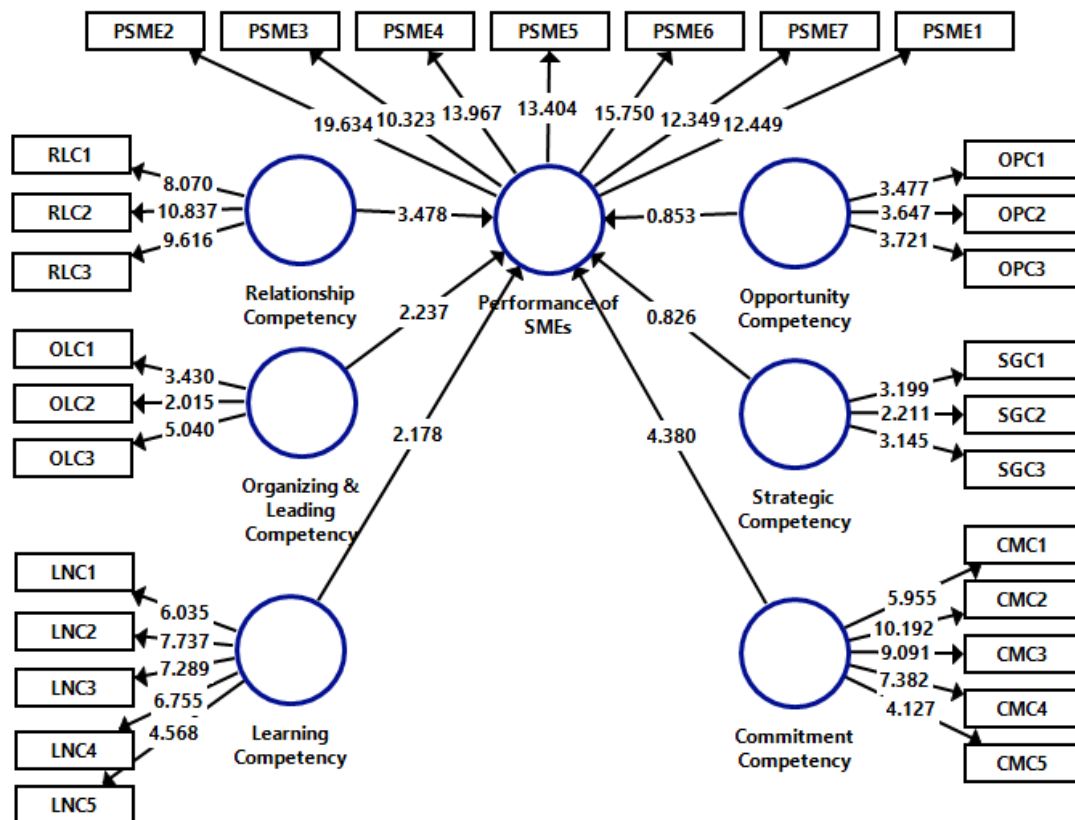 PSME2
PSME3
PSME4
PSME5
PSME6
PSME7
PSME1
19.634
10.323
13.967
13.404
15.750
12.349
12.449
RLC1
RLC2
RLC3
8.070
10.837
9.616
3.478
0.853
3.477
3.647
3.721
OPC1
OPC2
OPC3
Relationship
Competency
Performance of
SMEs
Opportunity
Competency
2.237
0.826
OLC1
OLC2
OLC3
3.430
2.015
5.040
SGC1
SGC2
SGC3
3.199
2.211
3.145
2.178
4.380
Organizing &
Leading
Competency
Strategic
Competency
LNC1
LNC2
LNC3
LNC4
LNC5
6.035
7.737
7.289
6.755
4.568
CMC1
CMC2
CMC3
CMC4
CMC5
5.955
10.192
9.091
7.382
4.127
Learning
Competency
Commitment
Competency